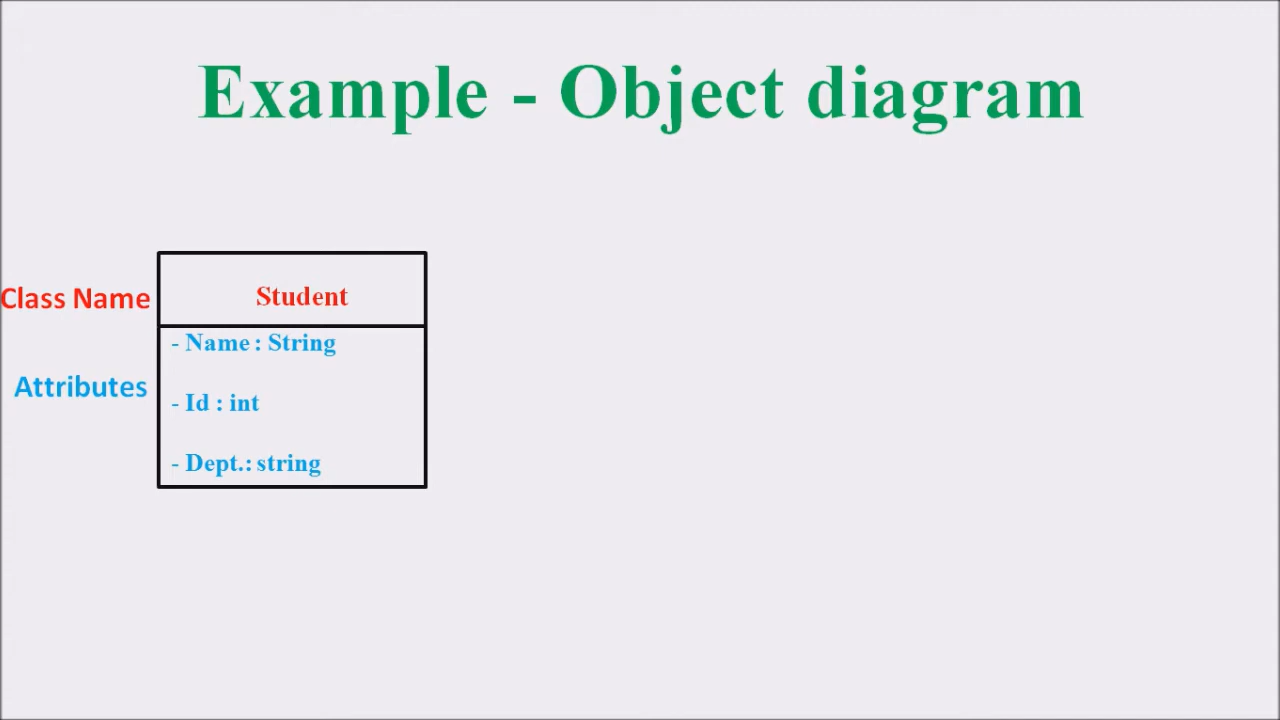 Example - Object diagram
Class Name
Student
Attributes
- Name : String
- Id : int
- Dept.: string